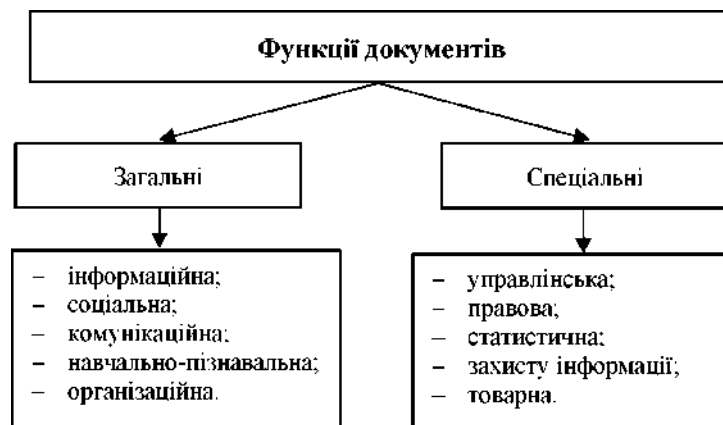 Функції документів
Загальні
Спеціальні
– інформаційна;
– соціальна;
– комунікаційна;
– навчально-пізнавальна;
– організаційна.
– управлінська;
– правова;
– статистична;
– захисту інформації;
– товарна.